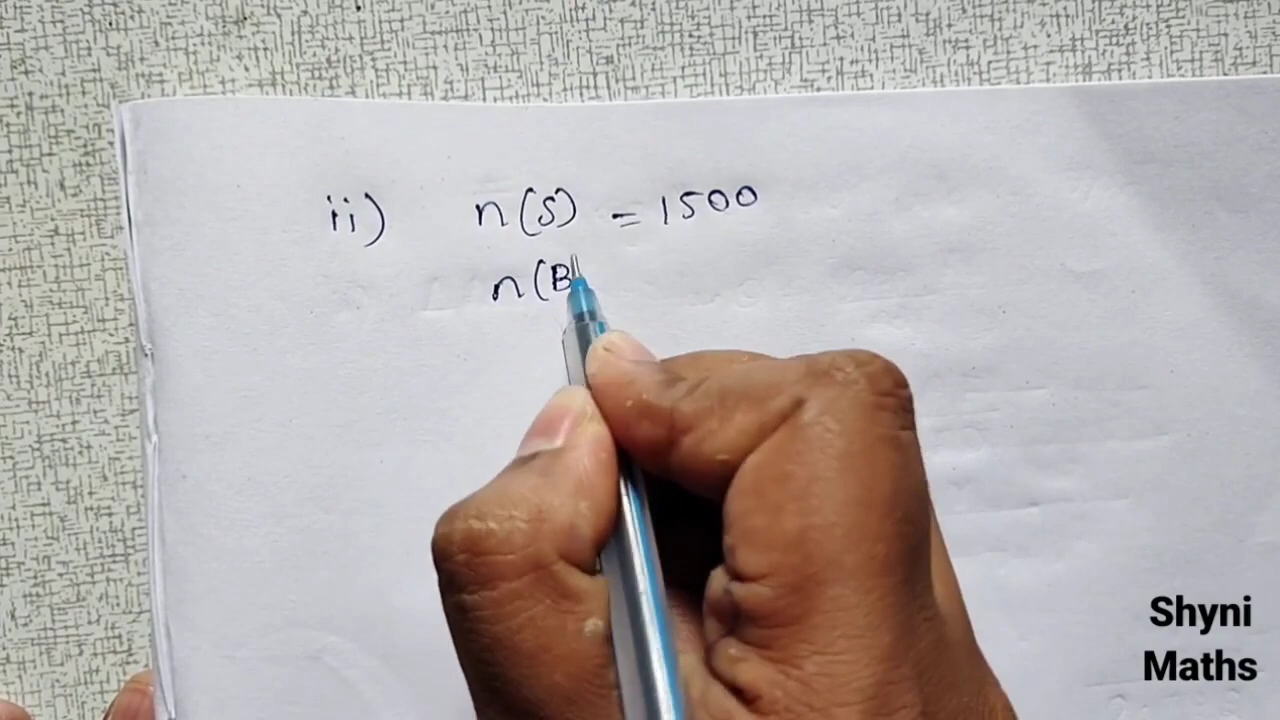 ii) n(S) = 1500
n(B
Shyni
Maths